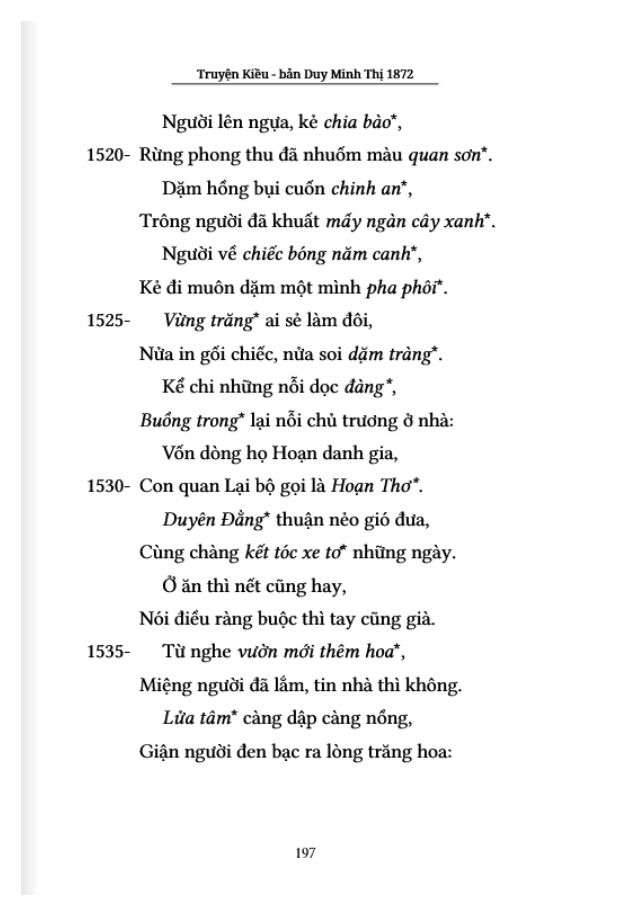 Truyện Kiều - bản Duy Minh Thị 1872
Người lên ngựa, kẻ chia bào*,
1520- Rừng phong thu đã nhuốm màu quan sơn*.
Dặm hồng bụi cuốn chinh an*,
Trông người đã khuất mấy ngàn cây xanh*.
Người về chiếc bóng năm canh*,
Kẻ đi muôn dặm một mình pha phôi*.
1525- Vừng trăng* ai sẻ làm đôi,
Nửa in gối chiếc, nửa soi dặm tràng*.
Kể chi những nỗi dọc đàng*,
Buồng trong* lại nỗi chủ trương ở nhà:
Vốn dòng họ Hoạn danh gia,
1530- Con quan Lại bộ gọi là Hoạn Thơ*.
Duyên Đằng* thuận nẻo gió đưa,
Cùng chàng kết tóc xe tơ* những ngày.
Ở ăn thì nết cũng hay,
Nói điều ràng buộc thì tay cũng già.
1535- Từ nghe vườn mới thêm hoa*,
Miệng người đã lắm, tin nhà thì không.
Lửa tâm* càng dập càng nồng,
Giận người đen bạc ra lòng trăng hoa:
197